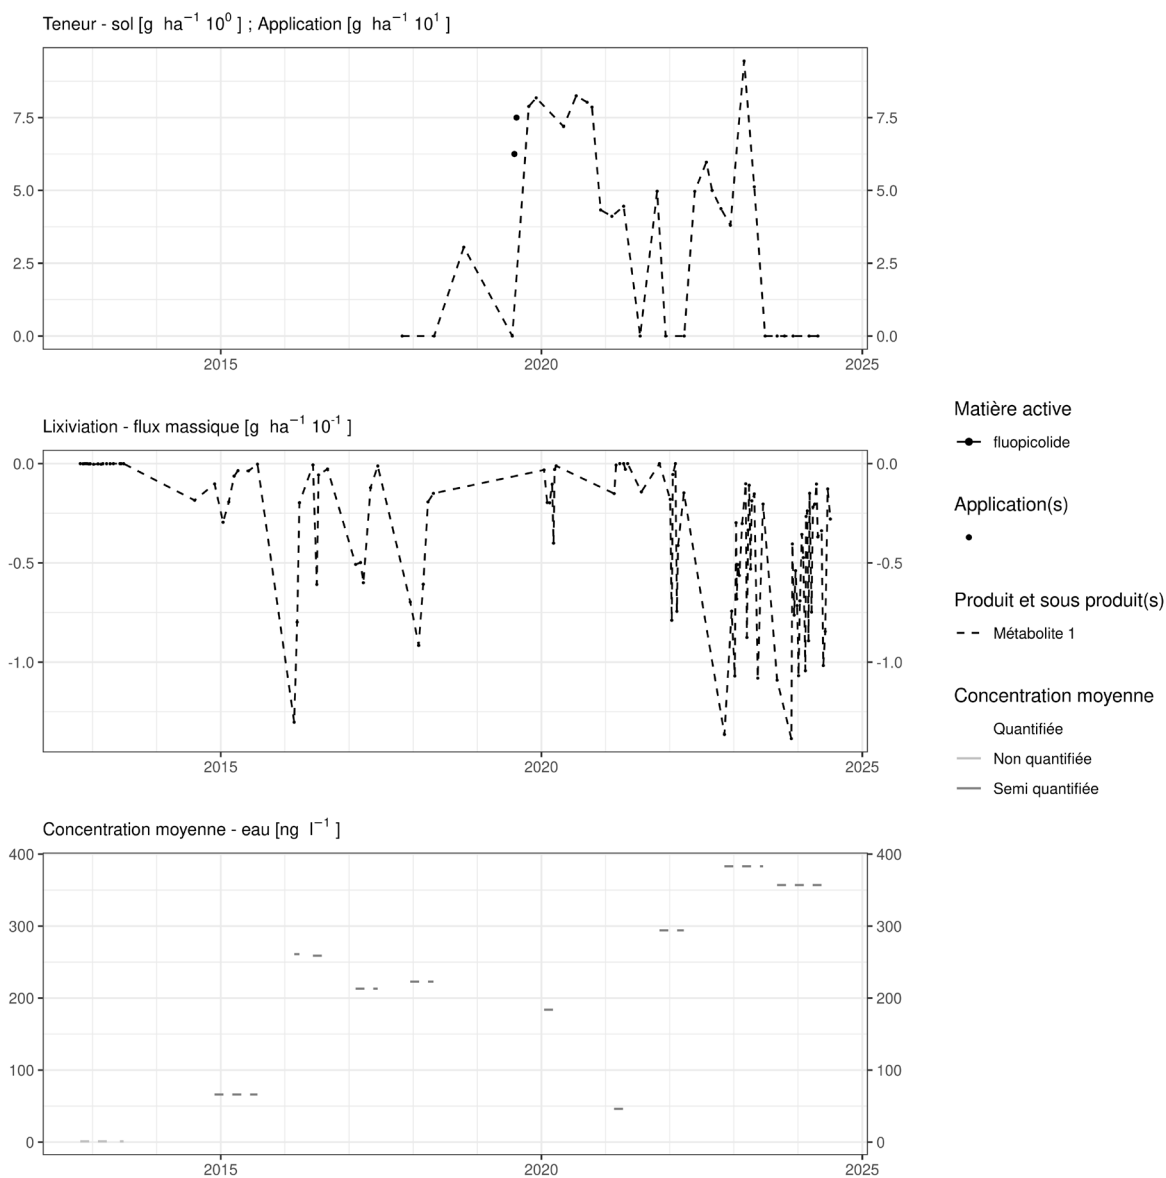 Teneur - sol [g ha⁻¹ 10⁰ ] ; Application [g ha⁻¹ 10¹ ]
7.5 7.5
5.0 5.0
2.5 2.5
0.0 0.0
2015 2020 2025
Lixiviation - flux massique [g ha⁻¹ 10⁻¹ ]
0.0 0.0
-0.5 -0.5
-1.0 -1.0
2015 2020 2025
Concentration moyenne - eau [ng l⁻¹ ]
400 400
300 300
200 200
100 100
0 0
2015 2020 2025
Matière active
fluopicolide
Application(s)
Produit et sous produit(s)
Métabolite 1
Concentration moyenne
Quantifiée
Non quantifiée
Semi quantifiée